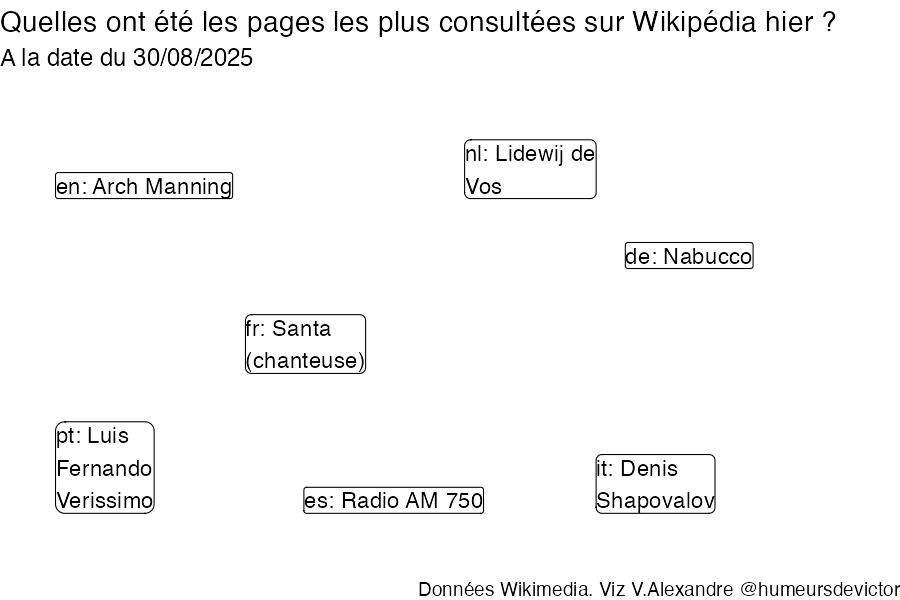 Quelles ont été les pages les plus consultées sur Wikipédia hier ?
A la date du 30/08/2025
nl: Lidewij de
Vos
en: Arch Manning
de: Nabucco
fr: Santa
(chanteuse)
pt: Luis
Fernando
Verissimo
it: Denis
Shapovalov
es: Radio AM 750
Données Wikimedia. Viz V.Alexandre @humeursdevictor